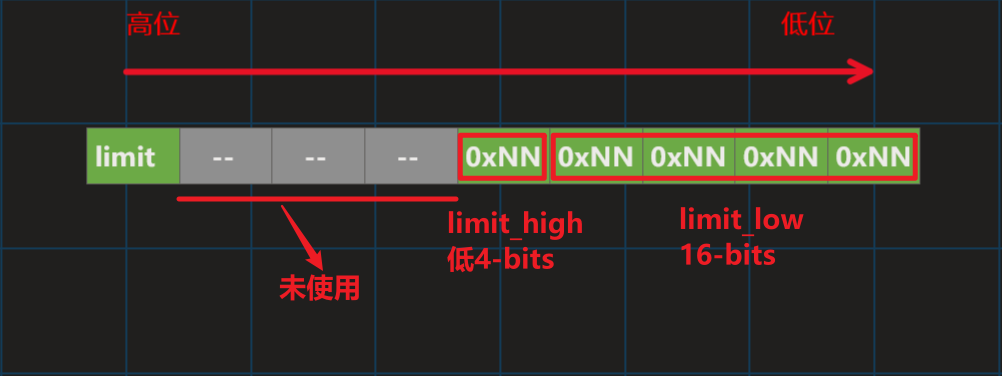 高位 低位
limit -- -- -- 0xNN 0xNN 0xNN 0xNN 0xNN
limit_high limit_low
低4-bits 16-bits
未使用